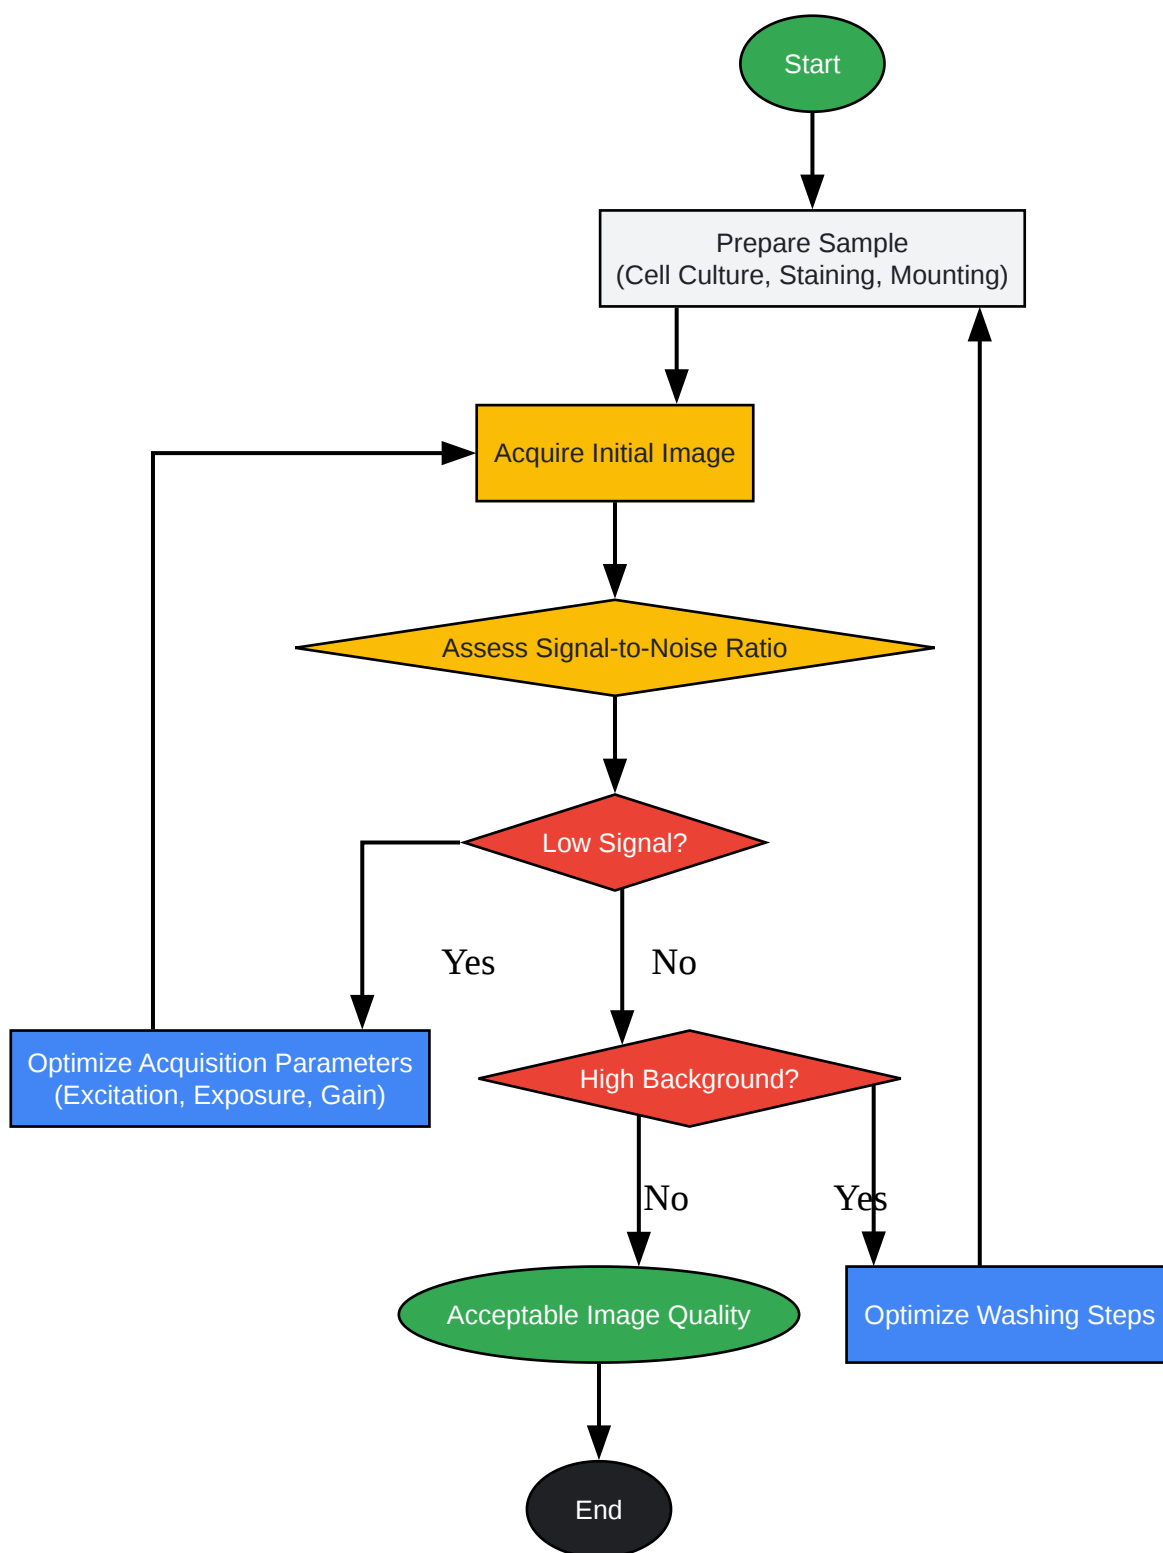 Start
Prepare Sample
(Cell Culture, Staining, Mounting)
Acquire Initial Image
Assess Signal-to-Noise Ratio
Low Signal?
Yes
No
Optimize Acquisition Parameters
(Excitation, Exposure, Gain)
High Background?
No
Yes
Acceptable Image Quality
Optimize Washing Steps
End